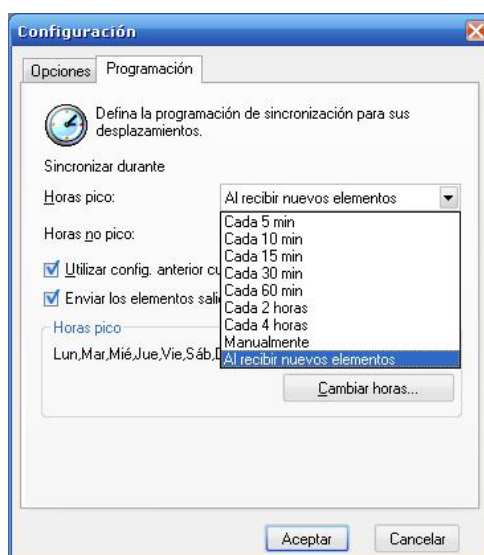 Configuración
Opciones Programación
Defina la programación de sincronización para sus
desplazamientos.
Sincronizar durante
Horas pico: Al recibir nuevos elementos
Horas no pico:
Cada 5 min
Cada 10 min
Cada 15 min
Cada 30 min
Cada 60 min
Cada 2 horas
Cada 4 horas
Manualmente
Al recibir nuevos elementos
Utilizar config. anterior
Enviar los elementos
Horas pico
Lun,Mar,Mié,Jue,Vie,Sáb,
Cambiar horas...
Aceptar Cancelar